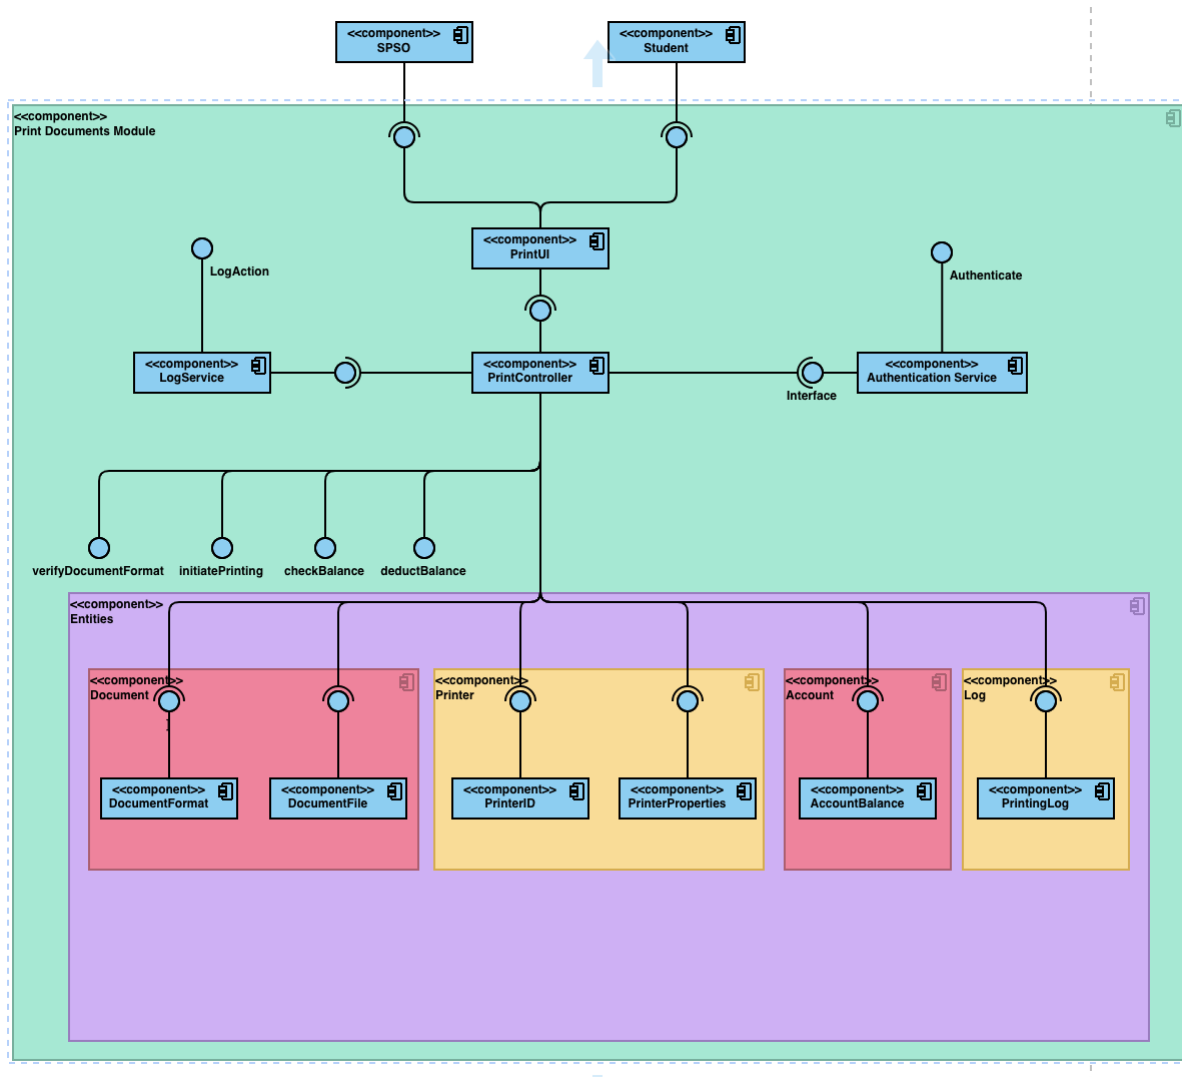 <<component>>
SPSO
<<component>>
Student
<<component>>
Print Documents Module
<<component>>
PrintUI
LogAction
Authenticate
<<component>>
LogService
<<component>>
PrintController
<<component>>
Authentication Service
Interface
verifyDocumentFormat
initiatePrinting
checkBalance
deductBalance
<<component>>
Entities
<<component>>
Document
<<component>>
Printer
<<component>>
Account
<<component>>
Log
<<component>>
DocumentFormat
<<component>>
DocumentFile
<<component>>
PrinterID
<<component>>
PrinterProperties
<<component>>
AccountBalance
<<component>>
PrintingLog